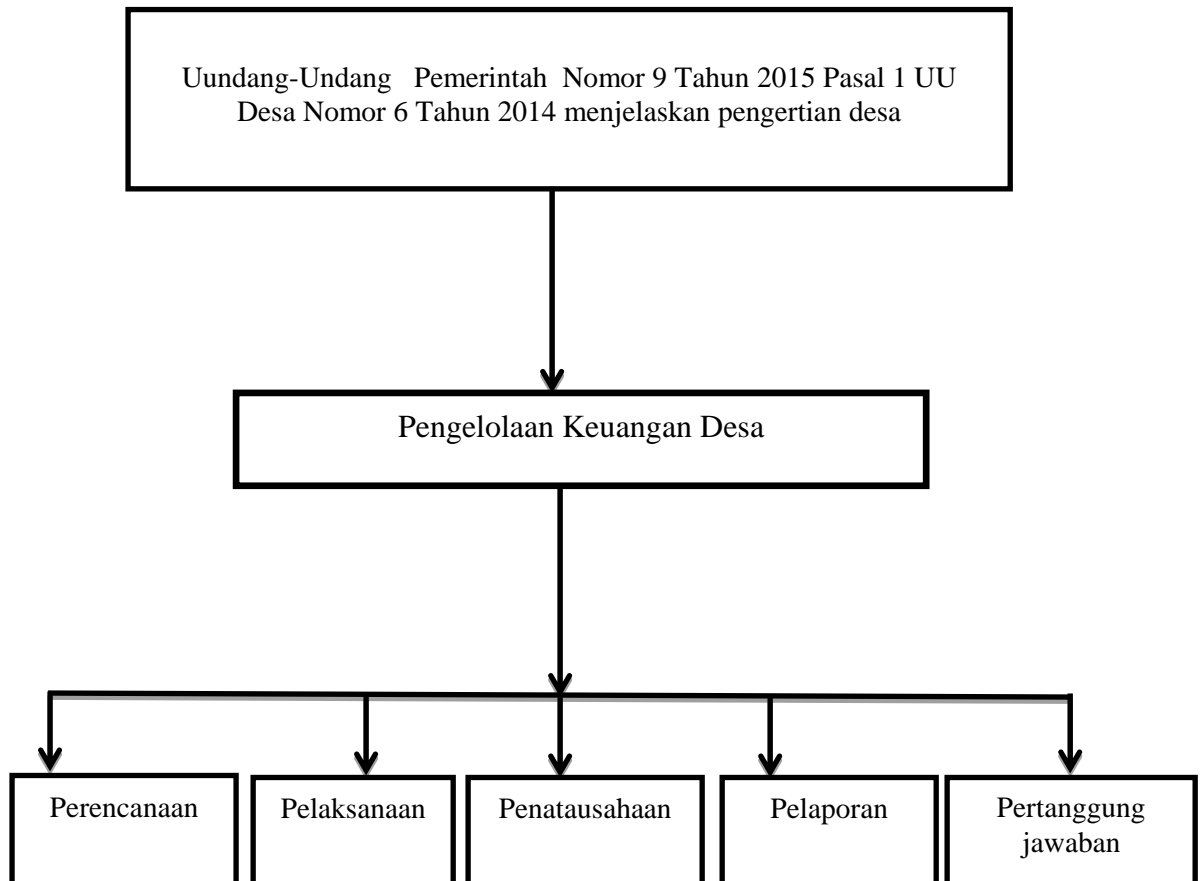 Uundang-Undang Pemerintah Nomor 9 Tahun 2015 Pasal 1 UU
Desa Nomor 6 Tahun 2014 menjelaskan pengertian desa
Pengelolaan Keuangan Desa
Perencanaan
Pelaksanaan
Penatausahaan
Pelaporan
Pertanggung
jawaban